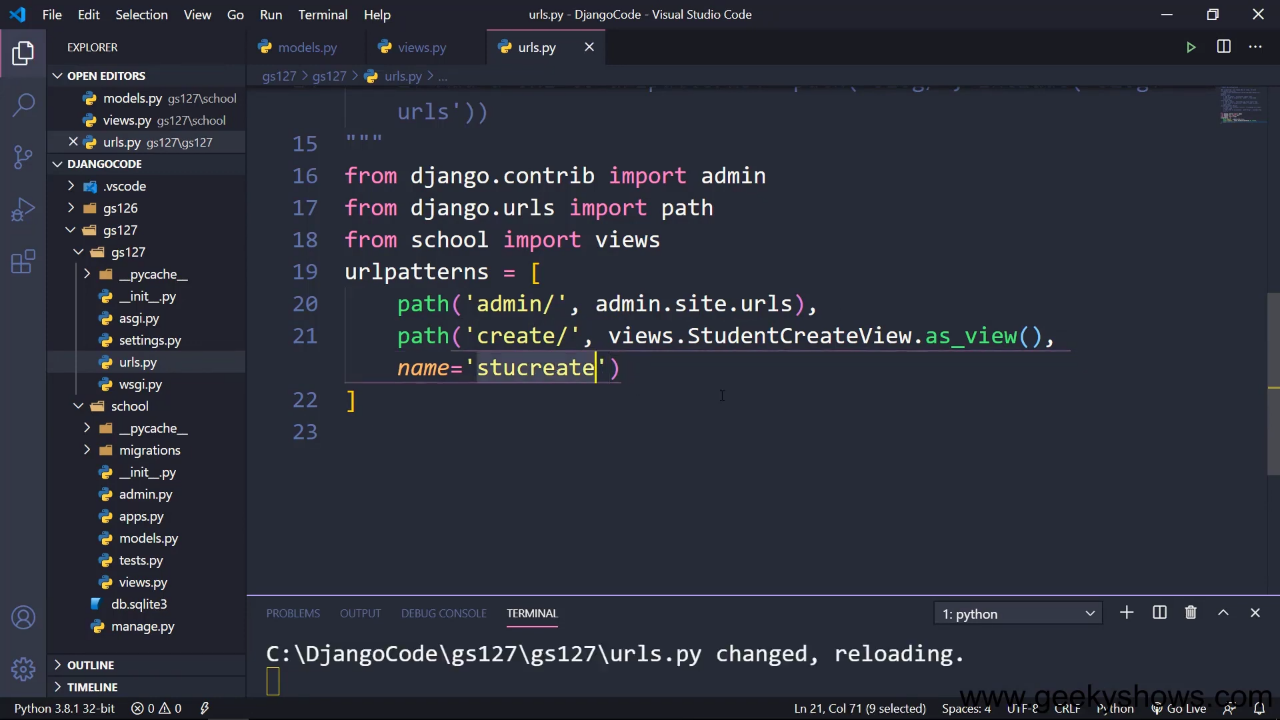 File Edit Selection View Go Run Terminal Help urls.py - DjangoCode - Visual Studio Code
EXPLORER
OPEN EDITORS
models.py gs127\school
views.py gs127\school
urls.py gs127\gs127
DJANGOCODE
.vscode
gs126
gs127
gs127
__pycache__
__init__.py
asgi.py
settings.py
urls.py
wsgi.py
school
__pycache__
migrations
__init__.py
admin.py
apps.py
models.py
tests.py
views.py
db.sqlite3
manage.py
OUTLINE
TIMELINE
models.py views.py urls.py
gs127 > gs127 > urls.py > ...
urls'))
15 """
16 from django.contrib import admin
17 from django.urls import path
18 from school import views
19 urlpatterns = [
20 path('admin/', admin.site.urls),
21 path('create/', views.StudentCreateView.as_view(),
name='stucreate')
22 ]
23
PROBLEMS OUTPUT DEBUG CONSOLE TERMINAL 1: python
C:\DjangoCode\gs127\gs127\urls.py changed, reloading.
www.geekyshows.com
Python 3.8.1 32-bit 0 0 Ln 21, Col 71 (9 selected) Spaces: 4 UTF-8 CRLF Python Go Live